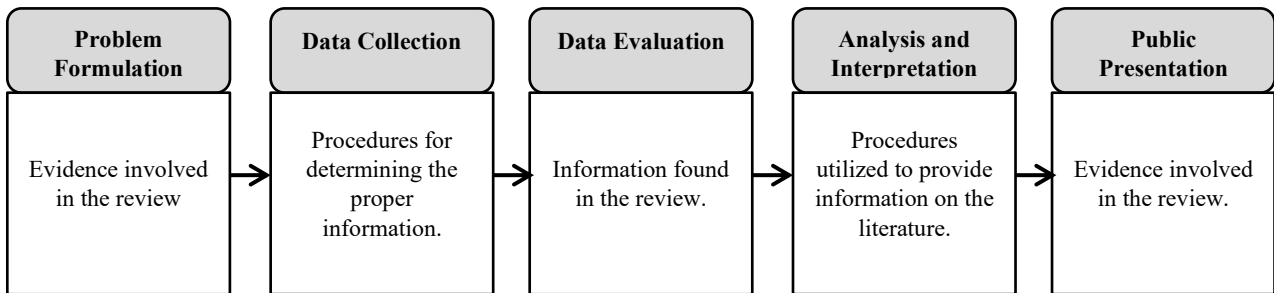 Problem
Formulation
Evidence involved
in the review
Data Collection
Procedures for
determining the
proper
information.
Data Evaluation
Information found
in the review.
Analysis and
Interpretation
Procedures
utilized to provide
information on the
literature.
Public
Presentation
Evidence involved
in the review.